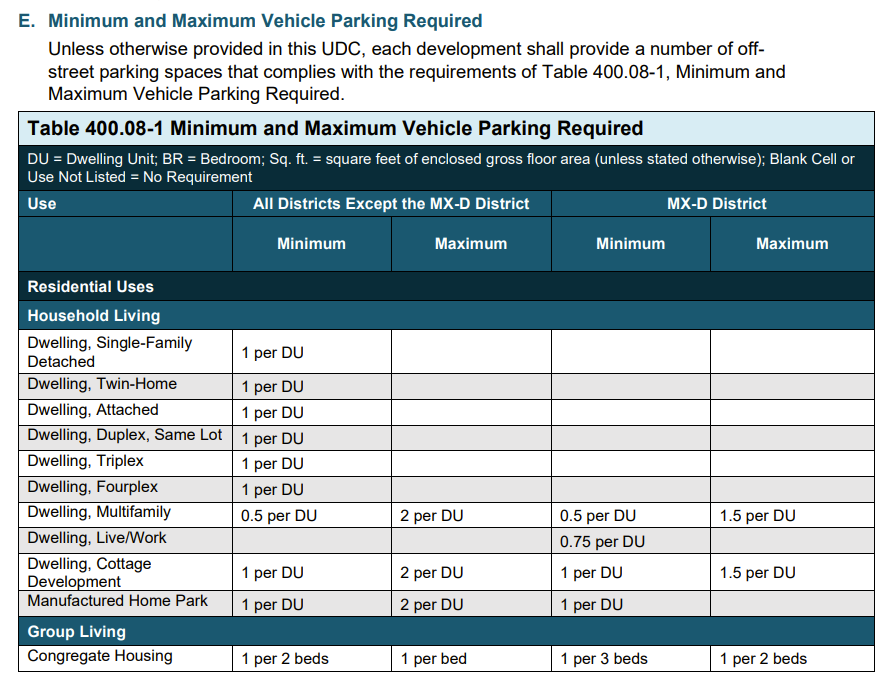 E. Minimum and Maximum Vehicle Parking Required
Unless otherwise provided in this UDC, each development shall provide a number of off-
street parking spaces that complies with the requirements of Table 400.08-1, Minimum and
Maximum Vehicle Parking Required.
Table 400.08-1 Minimum and Maximum Vehicle Parking Required
DU = Dwelling Unit; BR = Bedroom; Sq. ft. = square feet of enclosed gross floor area (unless stated otherwise); Blank Cell or
Use Not Listed = No Requirement
Use All Districts Except the MX-D District MX-D District
Minimum Maximum Minimum Maximum
Residential Uses
Household Living
Dwelling, Single-Family
Detached 1 per DU
Dwelling, Twin-Home 1 per DU
Dwelling, Attached 1 per DU
Dwelling, Duplex, Same Lot 1 per DU
Dwelling, Triplex 1 per DU
Dwelling, Fourplex 1 per DU
Dwelling, Multifamily 0.5 per DU 2 per DU 0.5 per DU 1.5 per DU
Dwelling, Live/Work 0.75 per DU
Dwelling, Cottage
Development 1 per DU 2 per DU 1 per DU 1.5 per DU
Manufactured Home Park 1 per DU 2 per DU 1 per DU
Group Living
Congregate Housing 1 per 2 beds 1 per bed 1 per 3 beds 1 per 2 beds